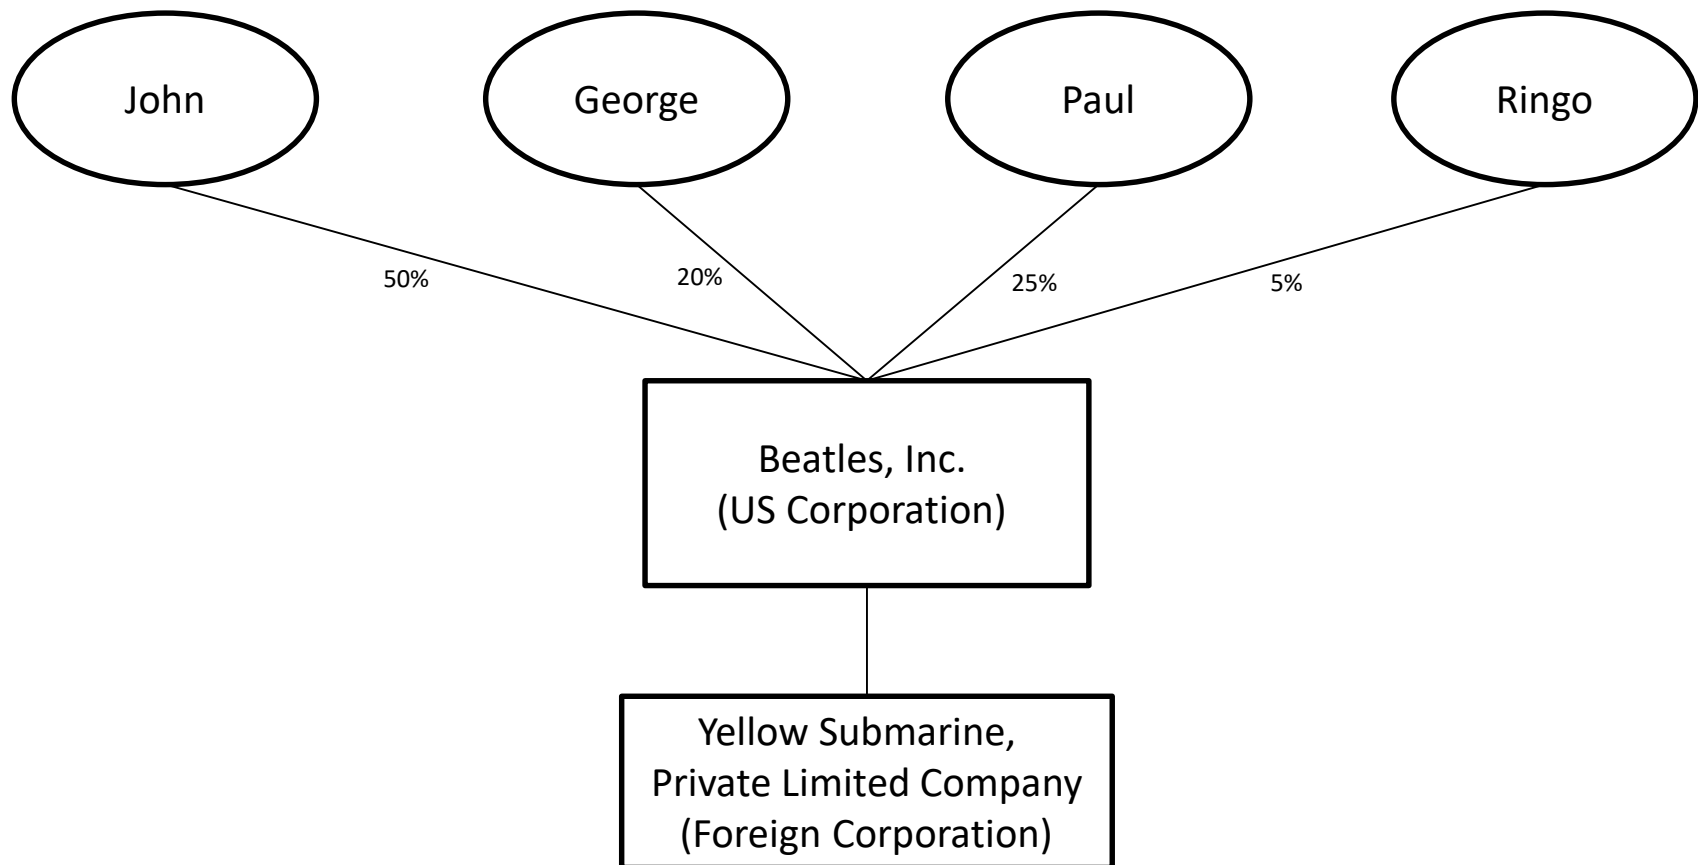 John
George
Paul
Ringo
50%
20%
25%
5%
Beatles, Inc.
(US Corporation)
Yellow Submarine,
Private Limited Company
(Foreign Corporation)